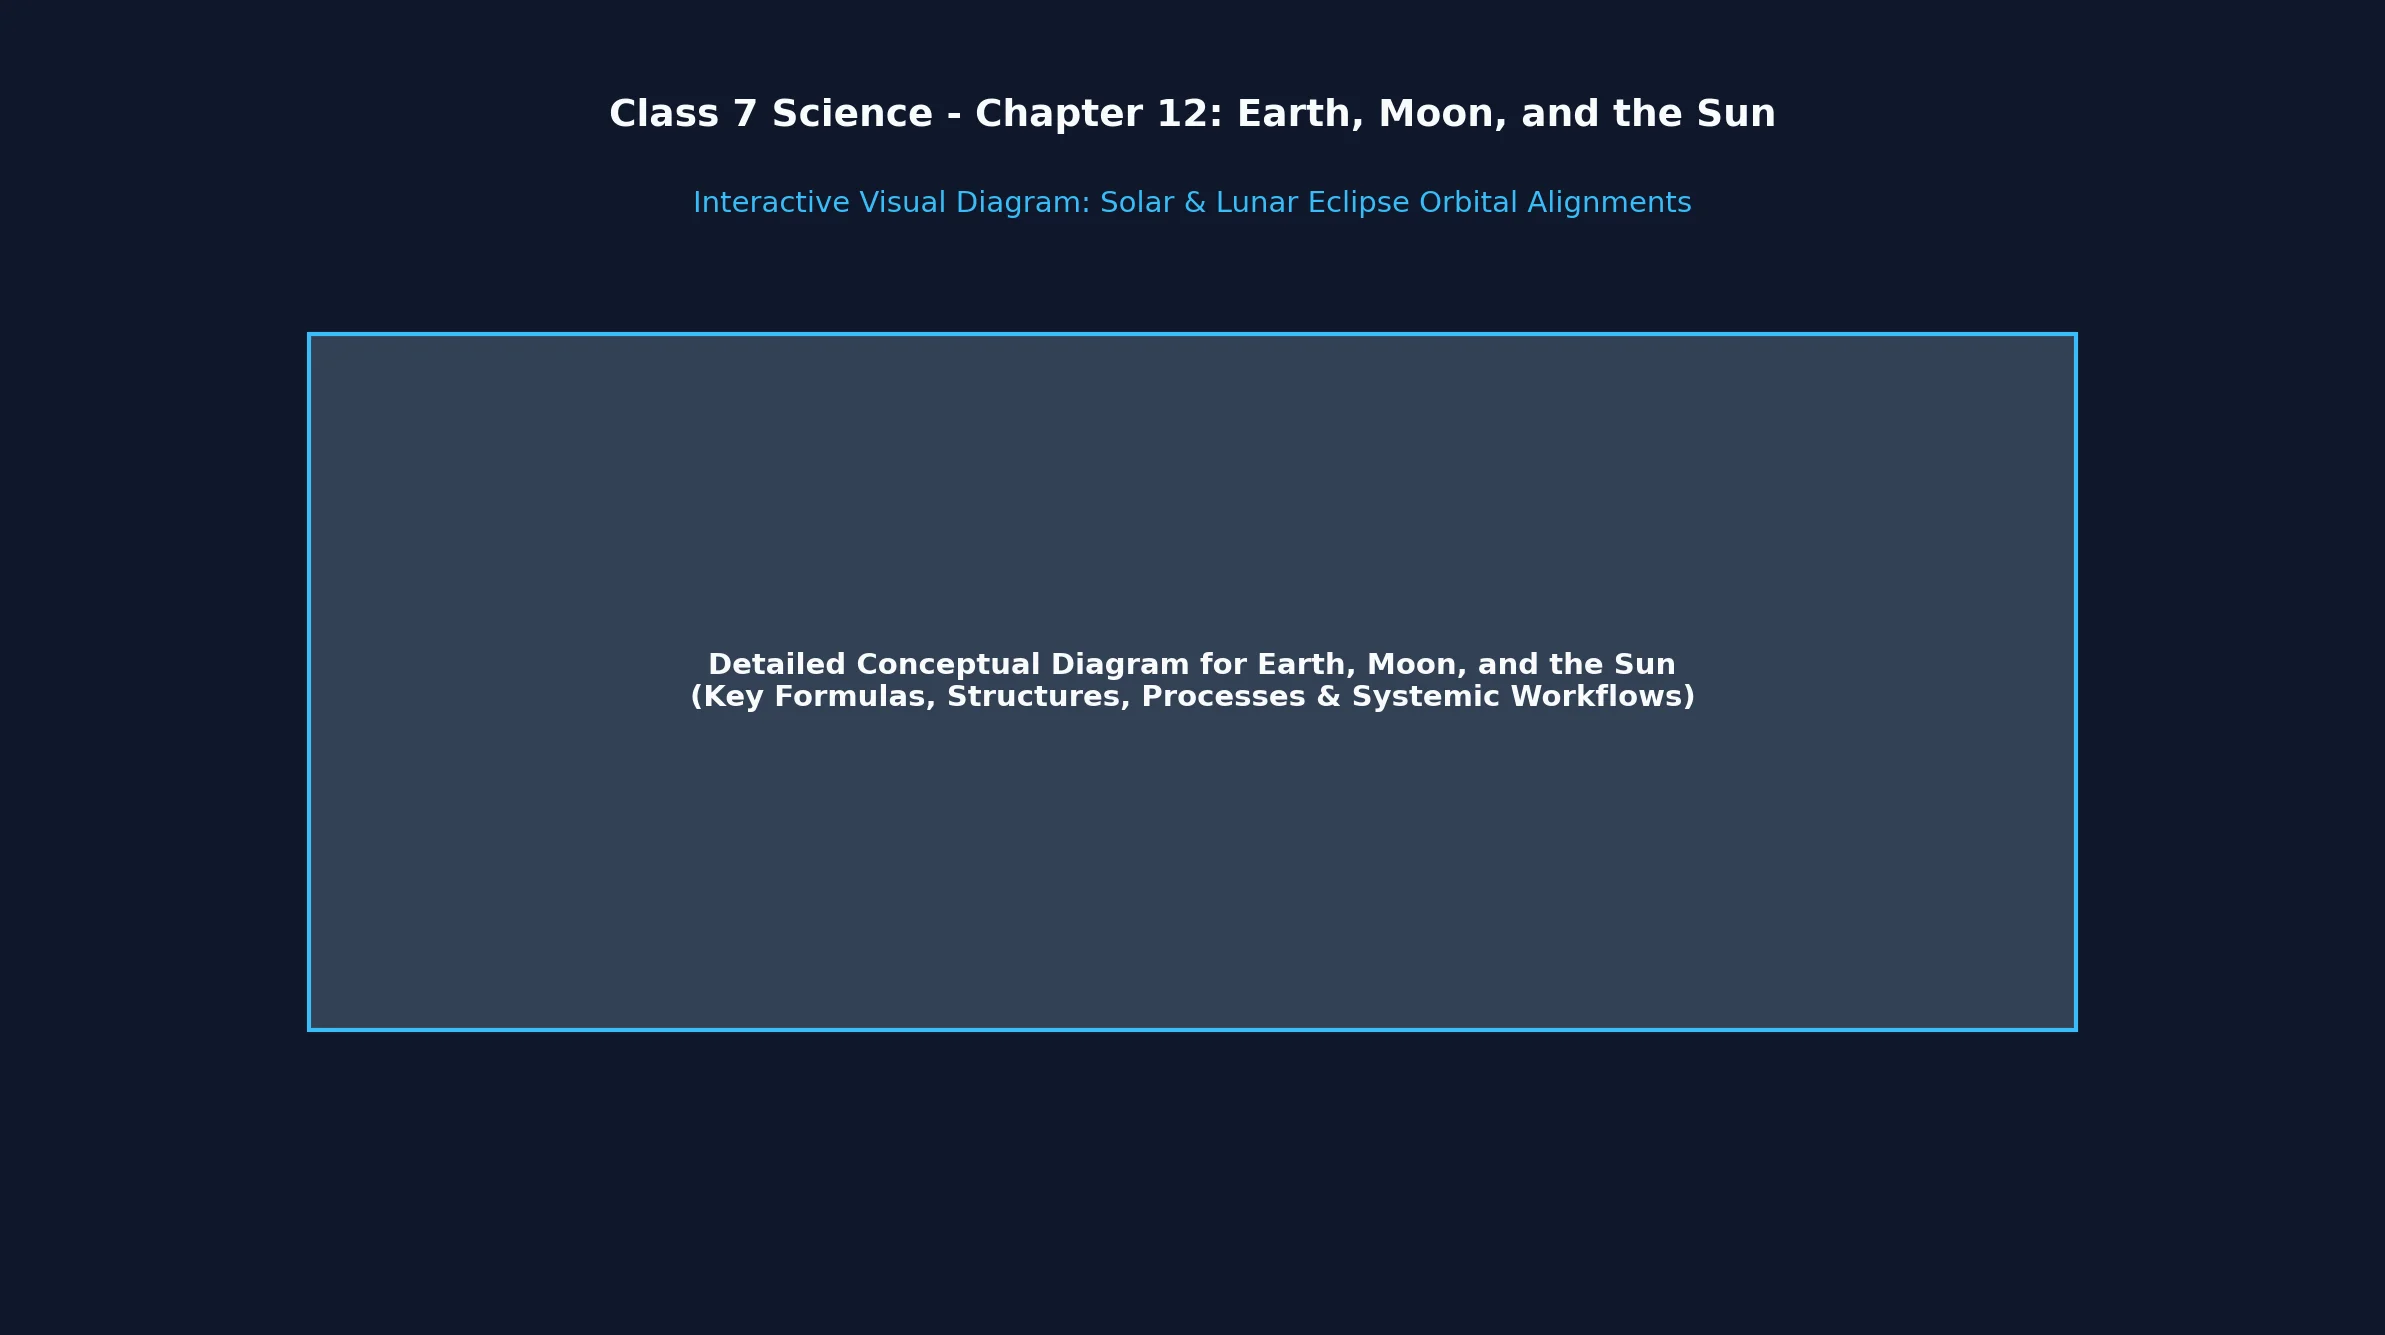 Class 7 Science - Chapter 12: Earth, Moon, and the Sun
Interactive Visual Diagram: Solar & Lunar Eclipse Orbital Alignments
Detailed Conceptual Diagram for Earth, Moon, and the Sun
(Key Formulas, Structures, Processes & Systemic Workflows)